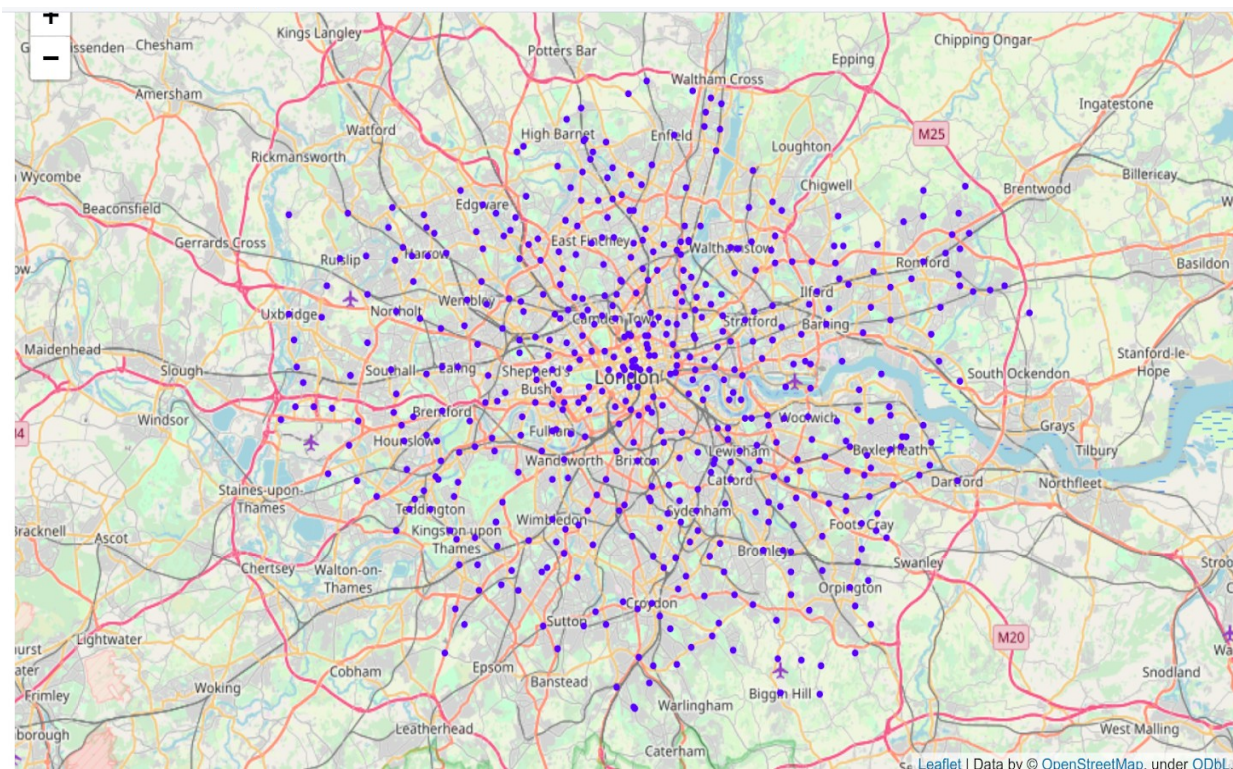 +
−
Kings Langley
Chesham
Potters Bar
Chipping Ongar
Epping
Waltham Cross
Amersham
Ingatestone
Watford
High Barnet
Enfield
M25
Loughton
Rickmansworth
Wycombe
Billericay
Chigwell
Brentwood
Beaconsfield
Edgware
Gerrards Cross
East Finchley
Walthamstow
Ruislip
Harrow
Romford
Basildon
Wembley
Ilford
Uxbridge
Northolt
Camden Town
Stratford
Barking
Maidenhead
Stanford-le-
Hope
Slough
Southall
Ealing
Shepherd's
Bush
London
South Ockendon
Windsor
Brentford
Woolwich
Grays
Fulham
Hounslow
Lewisham
Bexleyheath
Tilbury
Wandsworth
Brixton
Catford
Dartford
Northfleet
Staines-upon-
Thames
Teddington
Sydenham
Wimbledon
Foots Cray
Bracknell
Ascot
Kingston upon
Thames
Bromley
Swanley
Chertsey
Walton-on-
Thames
Orpington
Croydon
Sutton
Lightwater
M20
Cobham
Epsom
Snodland
Banstead
Woking
Frimley
Biggin Hill
Warlingham
Leatherhead
West Malling
Caterham
Leaflet | Data by © OpenStreetMap, under ODbL.